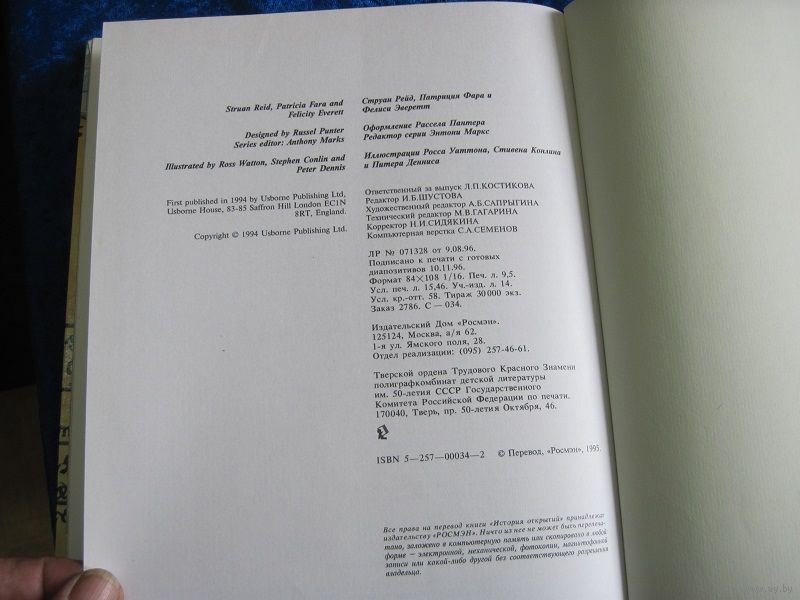 Struan Reid, Patricia Fara and
Felicity Everett
Designed by Russel Punter
Series editor: Anthony Marks
Illustrated by Ross Watton, Stephen Conlin and
Peter Dennis
First published in 1994 by Usborne Publishing Ltd,
Usborne House, 83-85 Saffron Hill London EC1N
8RT, England.
Copyright © 1994 Usborne Publishing Ltd.
Струан Рейд, Патриция Фара и
Фелиси Эверетт
Оформление Рассела Пантера
Редактор серии Энтони Маркс
Иллюстрации Росса Уаттона, Стивена Конлина
и Питера Денниса
Ответственный за выпуск Л.П.КОСТИКОВА
Редактор И.Б.ШУСТОВА
Художественный редактор А.Б.САПРЫГИНА
Технический редактор М.В.ГАГАРИНА
Корректор Н.И.СИДЯКИНА
Компьютерная верстка С.А.СЕМЕНОВ
ЛР № 071328 от 9.08.96.
Подписано к печати с готовых
диапозитивов 10.11.96.
Формат 84×108 1/16. Печ. л. 9,5.
Усл. печ. л. 15,46. Уч.-изд. л. 14.
Усл. кр.-отт. 58. Тираж 30 000 экз.
Заказ 2786. С — 034.
Издательский Дом «Росмэн».
125124, Москва, а/я 62.
1-я ул. Ямского поля, 28.
Отдел реализации: (095) 257-46-61.
Тверской ордена Трудового Красного Знамени
полиграфкомбинат детской литературы
им. 50-летия СССР Государственного
Комитета Российской Федерации по печати.
170040, Тверь, пр. 50-летия Октября, 46.
ISBN 5—257—00034—2 © Перевод, «Росмэн», 1995.
Все права на перевод книги «История открытий» принадлежат
издательству «РОСМЭН». Ничто из нее не может быть перепеча-
тано, заложено в компьютерную память или скопировано в любой
форме — электронной, механической, фотокопии, магнитофонной
записи или какой-либо другой без соответствующего разрешения
владельца.
www.ay.by